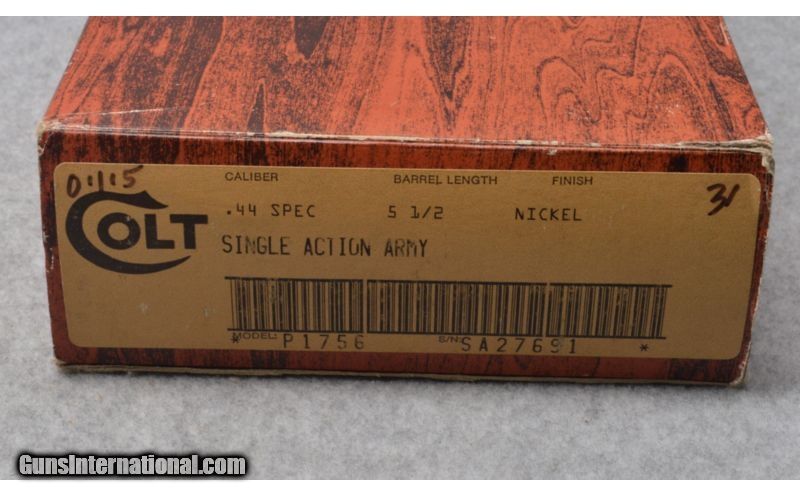 0115
CALIBER BARREL LENGTH FINISH
.44 SPEC 5 1/2 NICKEL 31
COLT
SINGLE ACTION ARMY
MODEL: S/N:
* P1756 SA27691 *
GunsInternational.com